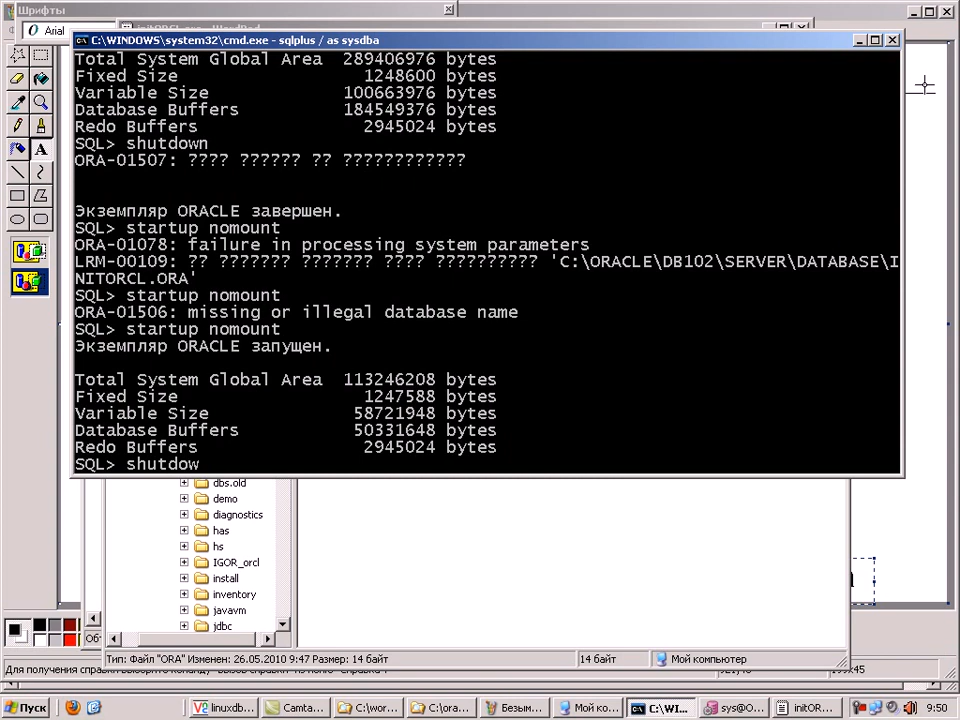 Шрифты
Arial
C:\WINDOWS\system32\cmd.exe - sqlplus / as sysdba
Total System Global Area 289406976 bytes
Fixed Size 1248600 bytes
Variable Size 100663976 bytes
Database Buffers 184549376 bytes
Redo Buffers 2945024 bytes
SQL> shutdown
ORA-01507: ???? ?????? ?? ????????????
Экземпляр ORACLE завершен.
SQL> startup nomount
ORA-01078: failure in processing system parameters
LRM-00109: ?? ??????? ??????? ???? ?????????? 'C:\ORACLE\DB102\SERVER\DATABASE\I
NITORCL.ORA'
SQL> startup nomount
ORA-01506: missing or illegal database name
SQL> startup nomount
Экземпляр ORACLE запущен.
Total System Global Area 113246208 bytes
Fixed Size 1247588 bytes
Variable Size 58721948 bytes
Database Buffers 50331648 bytes
Redo Buffers 2945024 bytes
SQL> shutdow
dbs.old
demo
diagnostics
has
hs
IGOR_orcl
install
inventory
javavm
jdbc
Тип: Файл "ORA" Изменен: 26.05.2010 9:47 Размер: 14 байт
14 байт
Мой компьютер
Для получения справки
Пуск
linuxdb...
Camta...
C:\wor...
C:\ora...
Безым...
Мой ко...
C:\WI...
sys@O...
initOR...
9:50